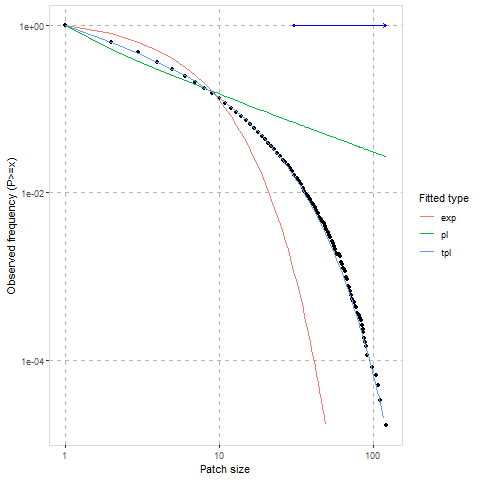 1e+00
1e-02
1e-04
Observed frequency (P>=x)
1
10
100
Patch size
Fitted type
exp
pl
tpl